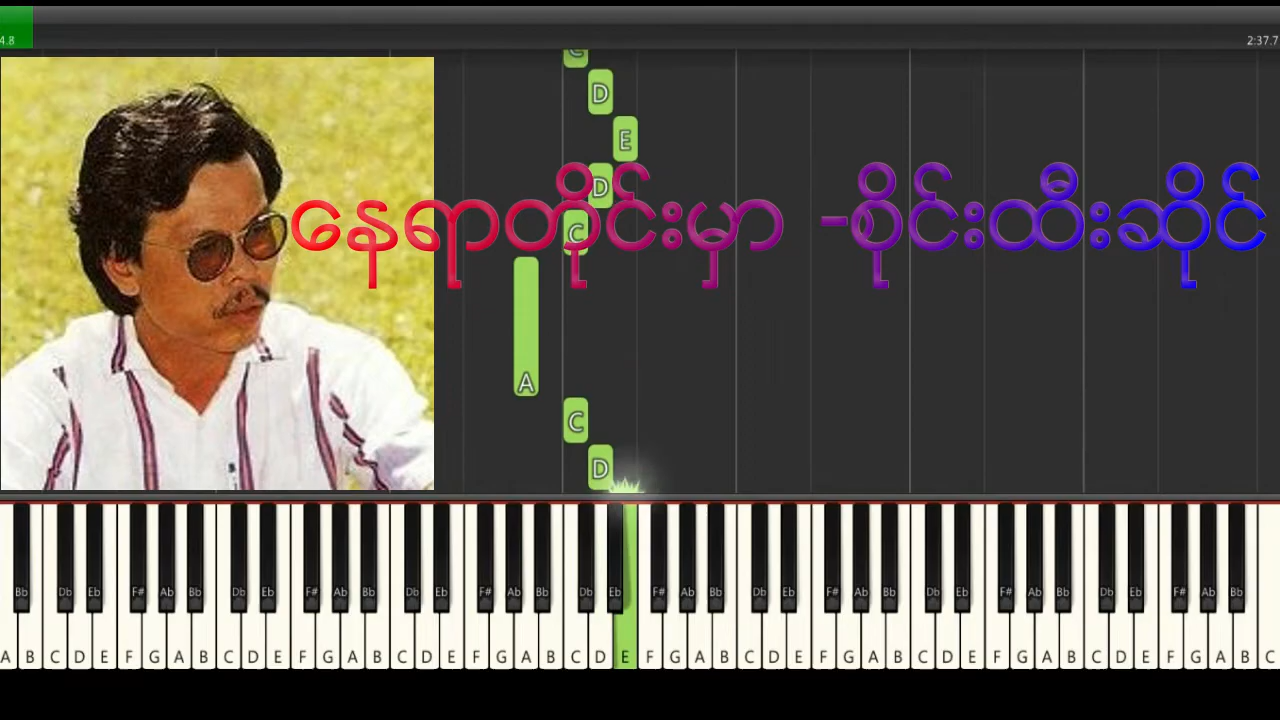 4.8 2:37.7
C
D
E
D
နေရာတိုင်းမှာ -စိုင်းထီးဆိုင်
C
A
C
D
Bb Db Eb F# Ab Bb Db Eb F# Ab Bb Db Eb F# Ab Bb Db Eb F# Ab Bb Db Eb F# Ab Bb Db Eb F# Ab Bb Db Eb F# Ab Bb
A B C D E F G A B C D E F G A B C D E F G A B C D E F G A B C D E F G A B C D E F G A B C D E F G A B C